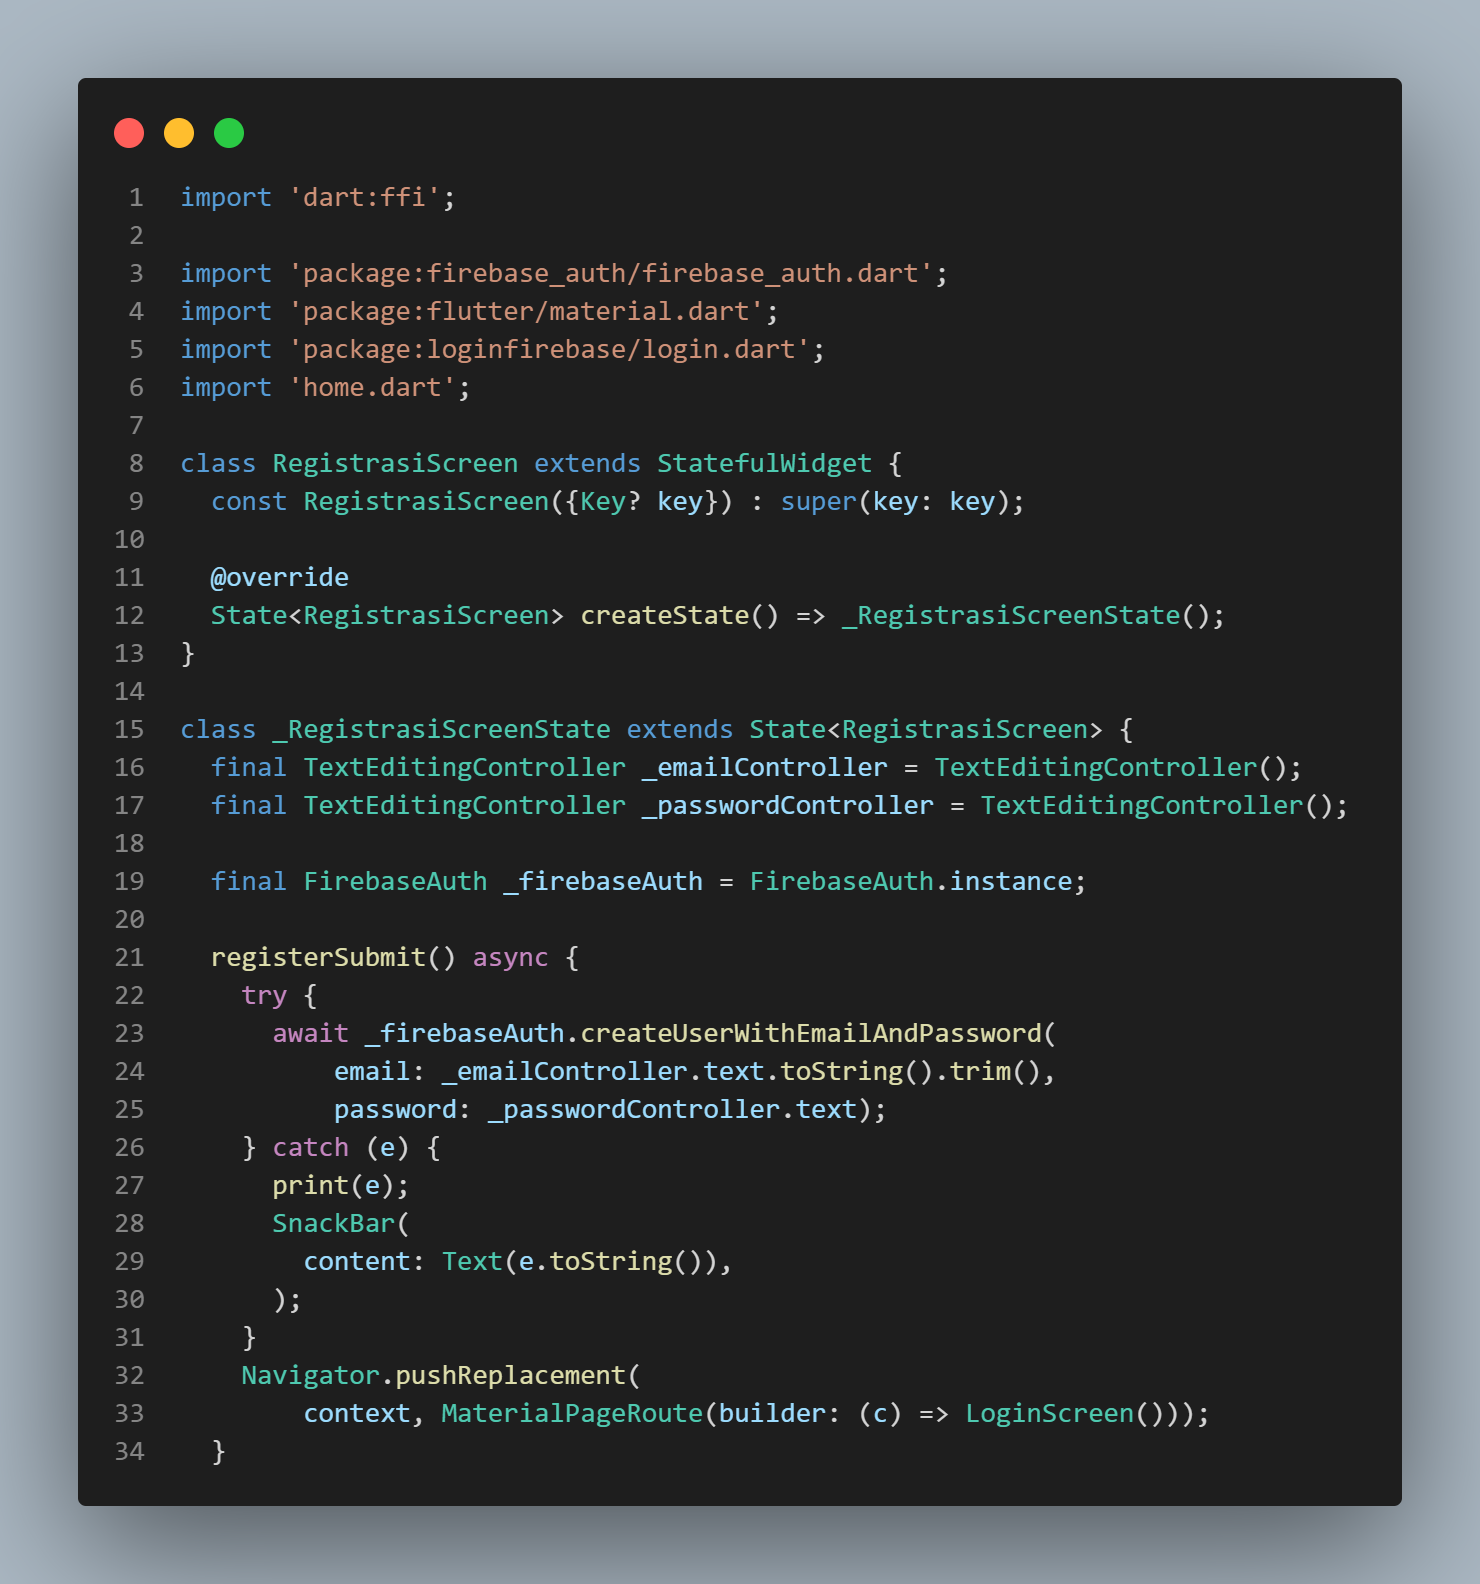 1 import 'dart:ffi';
2
3 import 'package:firebase_auth/firebase_auth.dart';
4 import 'package:flutter/material.dart';
5 import 'package:loginfirebase/login.dart';
6 import 'home.dart';
7
8 class RegistrasiScreen extends StatefulWidget {
9   const RegistrasiScreen({Key? key}) : super(key: key);
10
11   @override
12   State<RegistrasiScreen> createState() => _RegistrasiScreenState();
13 }
14
15 class _RegistrasiScreenState extends State<RegistrasiScreen> {
16   final TextEditingController _emailController = TextEditingController();
17   final TextEditingController _passwordController = TextEditingController();
18
19   final FirebaseAuth _firebaseAuth = FirebaseAuth.instance;
20
21   registerSubmit() async {
22     try {
23       await _firebaseAuth.createUserWithEmailAndPassword(
24           email: _emailController.text.toString().trim(),
25           password: _passwordController.text);
26     } catch (e) {
27       print(e);
28       SnackBar(
29         content: Text(e.toString()),
30       );
31     }
32     Navigator.pushReplacement(
33         context, MaterialPageRoute(builder: (c) => LoginScreen()));
34   }